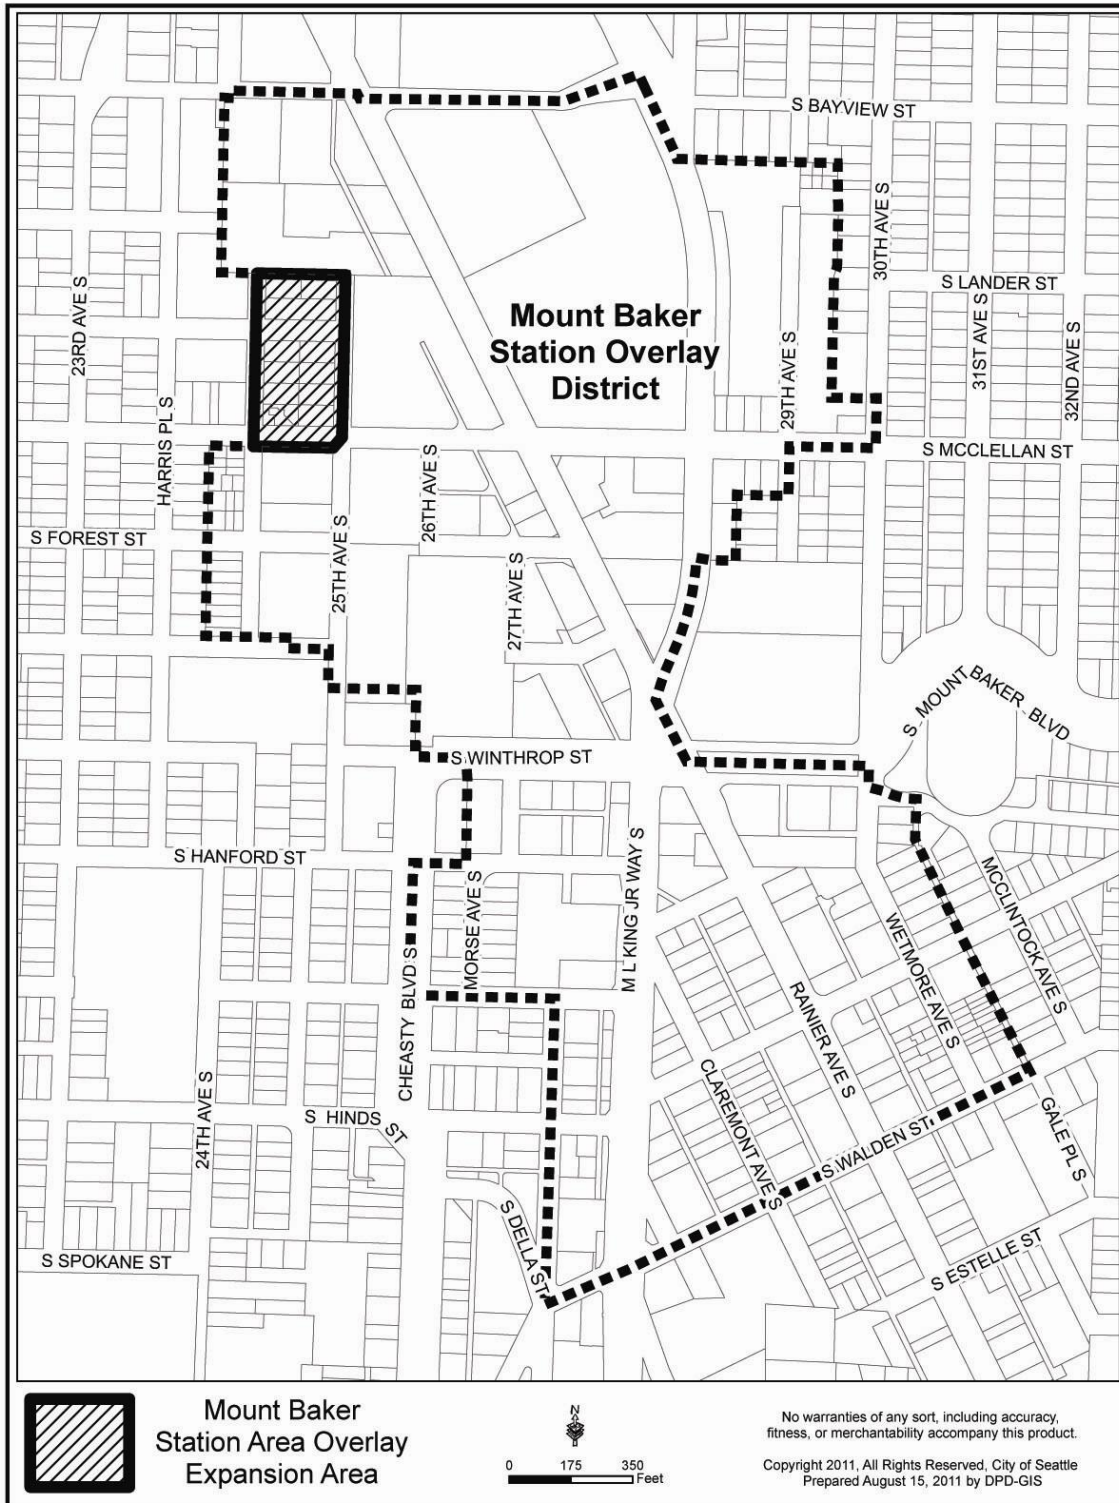 S BAYVIEW ST
30TH AVE S
S LANDER ST
23RD AVE S
31ST AVE S
32ND AVE S
Mount Baker
Station Overlay
District
29TH AVE S
HARRIS PL S
S MCCLELLAN ST
26TH AVE S
S FOREST ST
25TH AVE S
27TH AVE S
S MOUNT BAKER BLVD
S WINTHROP ST
S HANFORD ST
M L KING JR WAY S
MORSE AVE S
MCCLINTOCK AVE S
WETMORE AVE S
CHEASTY BLVD S
RAINIER AVE S
24TH AVE S
CLAREMONT AVE S
S HINDS ST
GALE PL S
S WALDEN ST
S DELLA ST
S SPOKANE ST
S ESTELLE ST
Mount Baker
Station Area Overlay
Expansion Area
N
0 175 350
Feet
No warranties of any sort, including accuracy,
fitness, or merchantability accompany this product.
Copyright 2011, All Rights Reserved, City of Seattle
Prepared August 15, 2011 by DPD-GIS